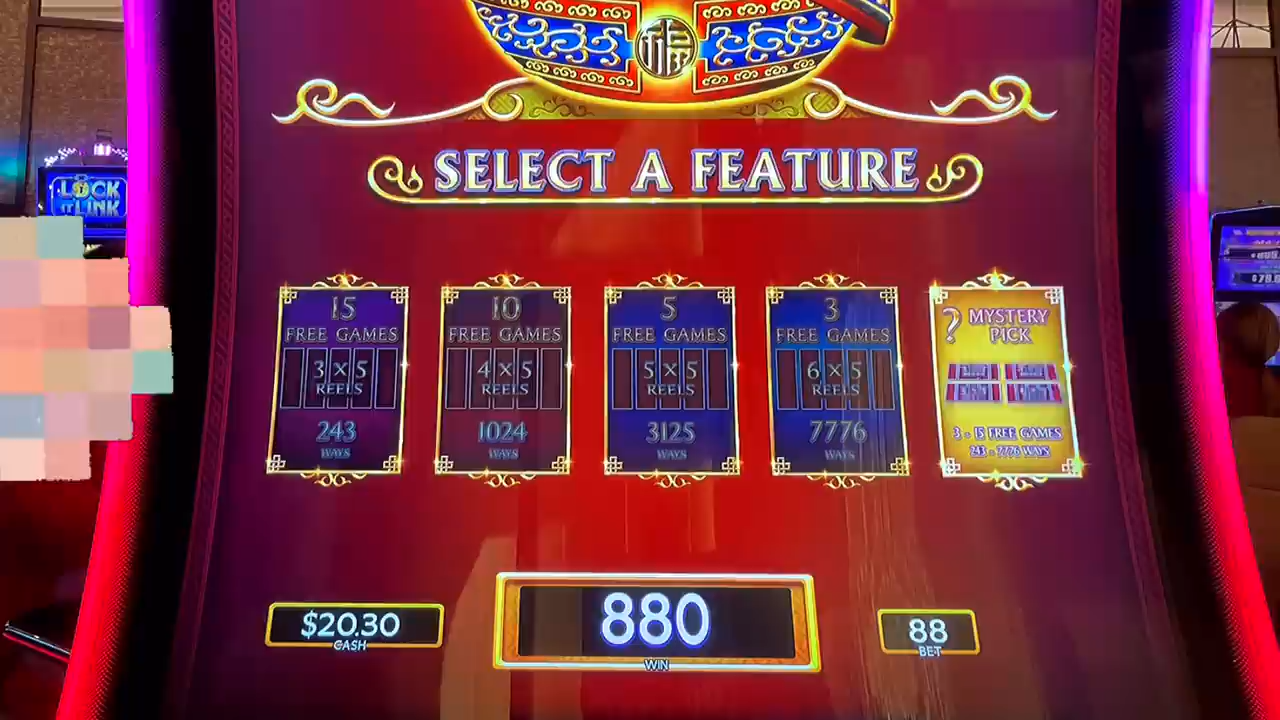 SELECT A FEATURE
LOCK
IT LINK
15
FREE GAMES
3 X 5
REELS
243
WAYS
10
FREE GAMES
4 X 5
REELS
1024
WAYS
5
FREE GAMES
5 X 5
REELS
3125
WAYS
3
FREE GAMES
6 X 5
REELS
7776
WAYS
? MYSTERY
PICK
3 - 15 FREE GAMES
243 - 7776 WAYS
$20.30
CASH
880
WIN
88
BET